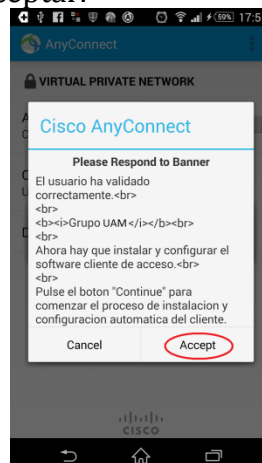 59% 17:5
AnyConnect
VIRTUAL PRIVATE NETWORK
Cisco AnyConnect
Please Respond to Banner
El usuario ha validado
correctamente.<br>
<br>
<b><i>Grupo UAM</i></b><br>
<br>
Ahora hay que instalar y configurar el
software cliente de acceso.<br>
<br>
Pulse el boton "Continue" para
comenzar el proceso de instalacion y
configuracion automatica del cliente.
Cancel Accept
CISCO